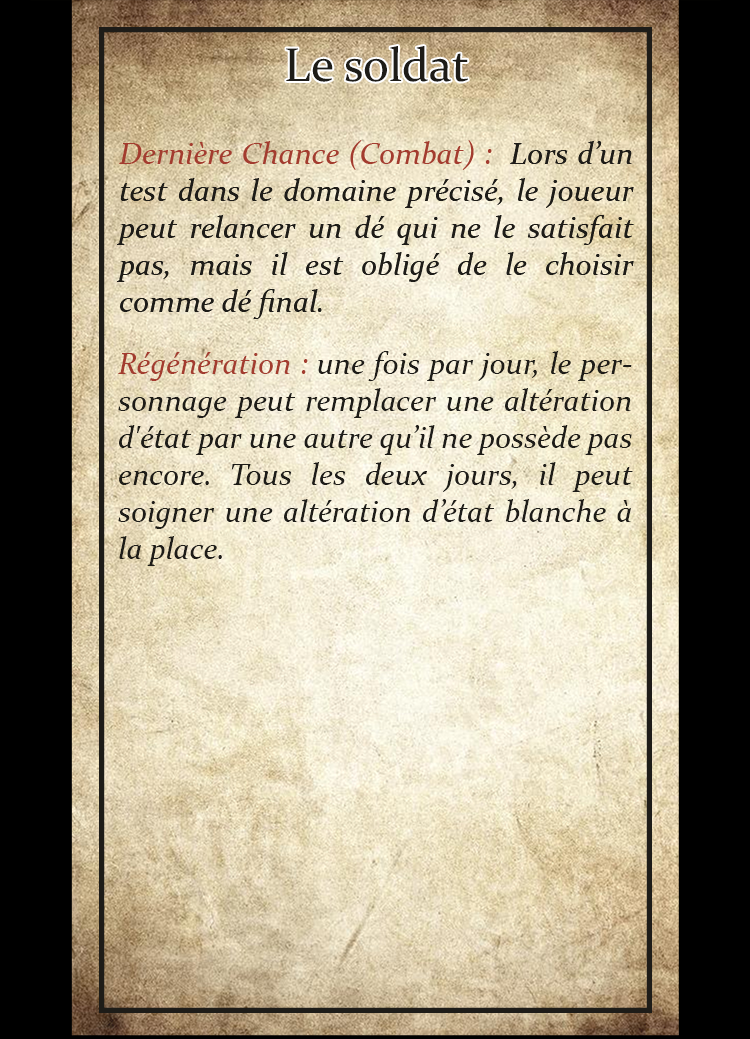 Le soldat
Dernière Chance (Combat) : Lors d’un
test dans le domaine précisé, le joueur
peut relancer un dé qui ne le satisfait
pas, mais il est obligé de le choisir
comme dé final.
Régénération : une fois par jour, le per-
sonnage peut remplacer une altération
d'état par une autre qu’il ne possède pas
encore. Tous les deux jours, il peut
soigner une altération d’état blanche à
la place.